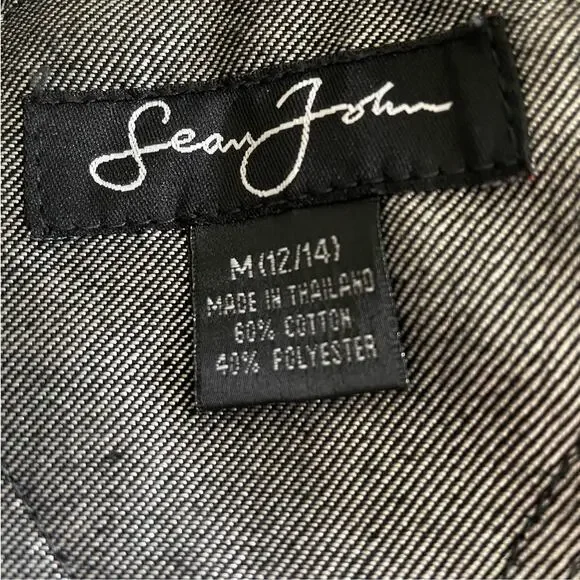 Sean John
M (12/14)
MADE IN THAILAND
60% COTTON
40% POLYESTER